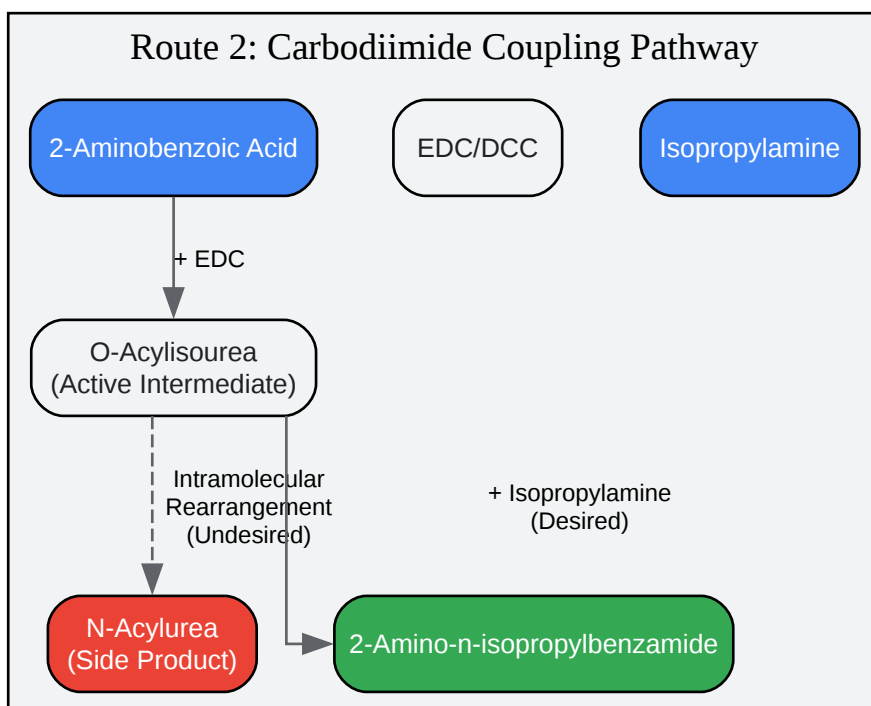 Route 2: Carbodiimide Coupling Pathway
2-Aminobenzoic Acid
EDC/DCC
Isopropylamine
+ EDC
O-Acylisourea
(Active Intermediate)
Intramolecular
Rearrangement
(Undesired)
+ Isopropylamine
(Desired)
N-Acylurea
(Side Product)
2-Amino-n-isopropylbenzamide